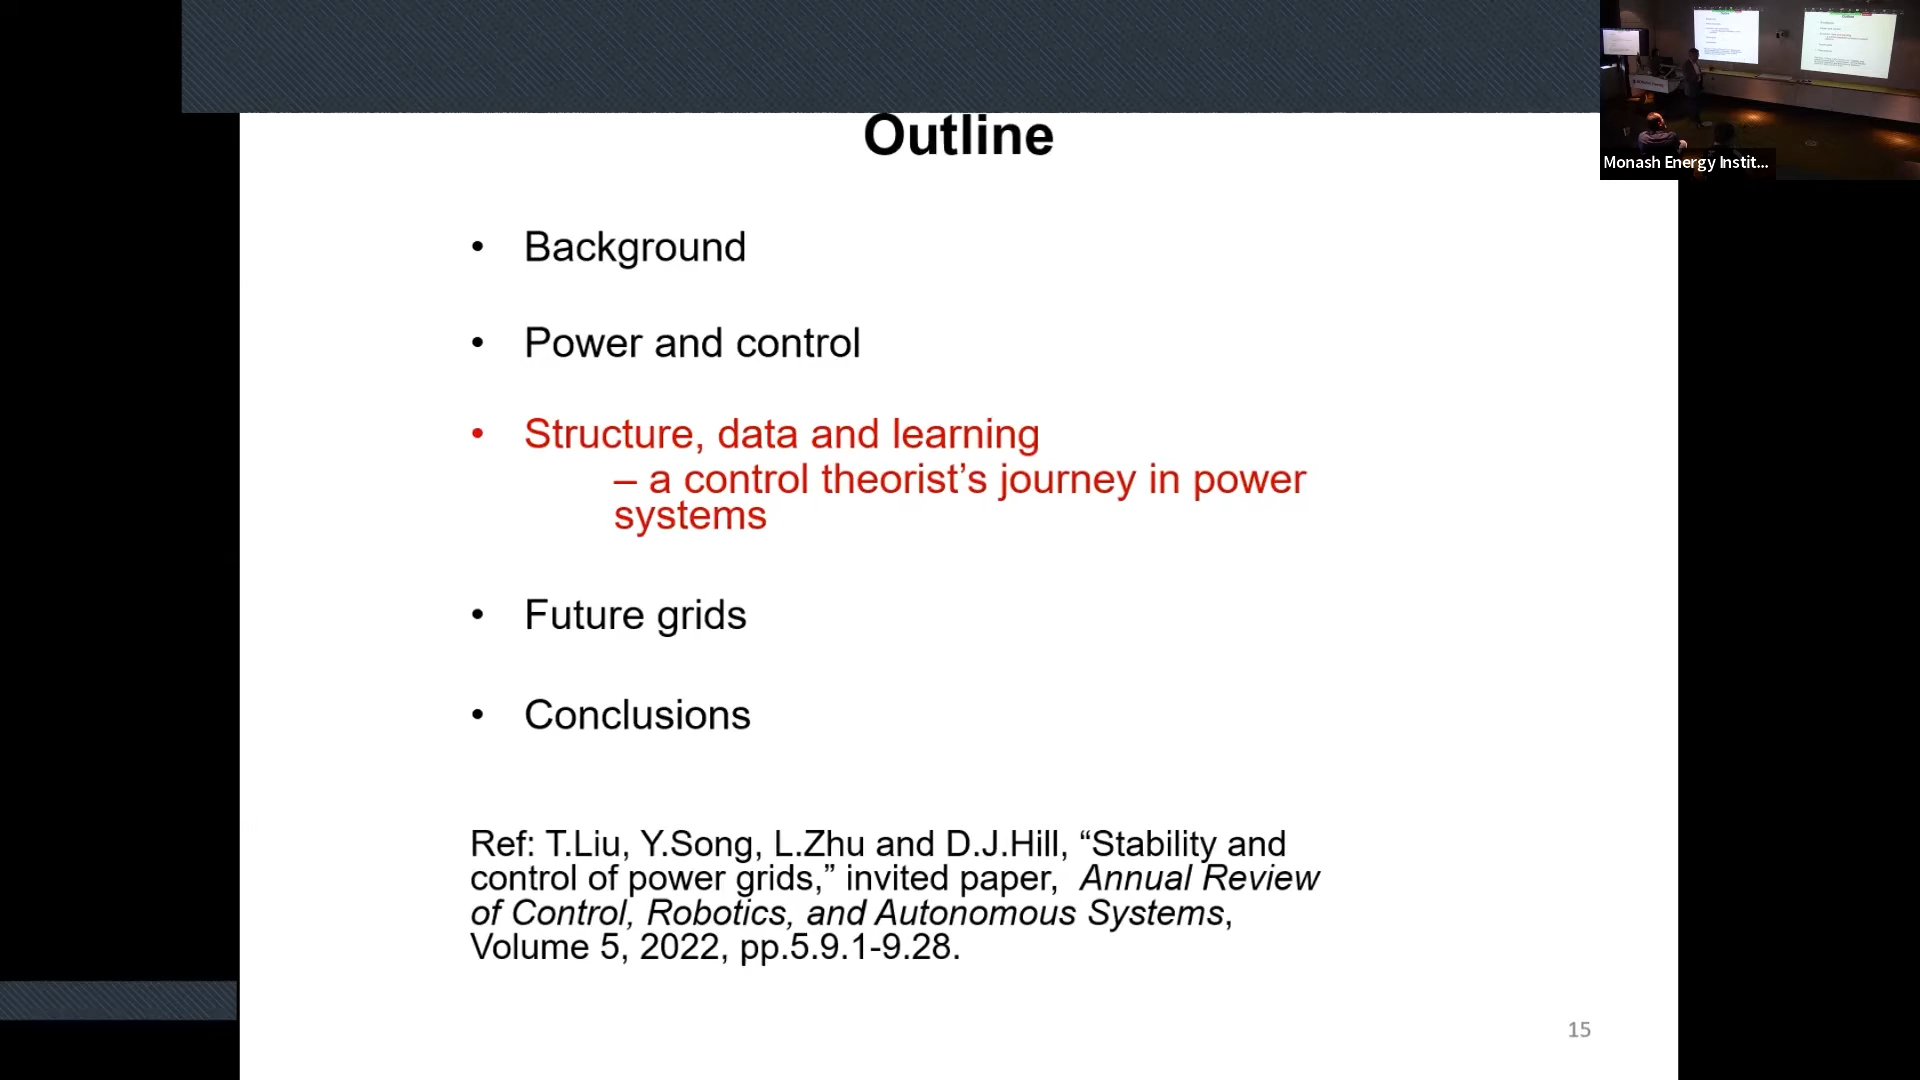 Outline
Monash Energy Instit...
• Background
• Power and control
• Structure, data and learning
– a control theorist’s journey in power
systems
• Future grids
• Conclusions
Ref: T.Liu, Y.Song, L.Zhu and D.J.Hill, “Stability and
control of power grids,” invited paper, Annual Review
of Control, Robotics, and Autonomous Systems,
Volume 5, 2022, pp.5.9.1-9.28.
15